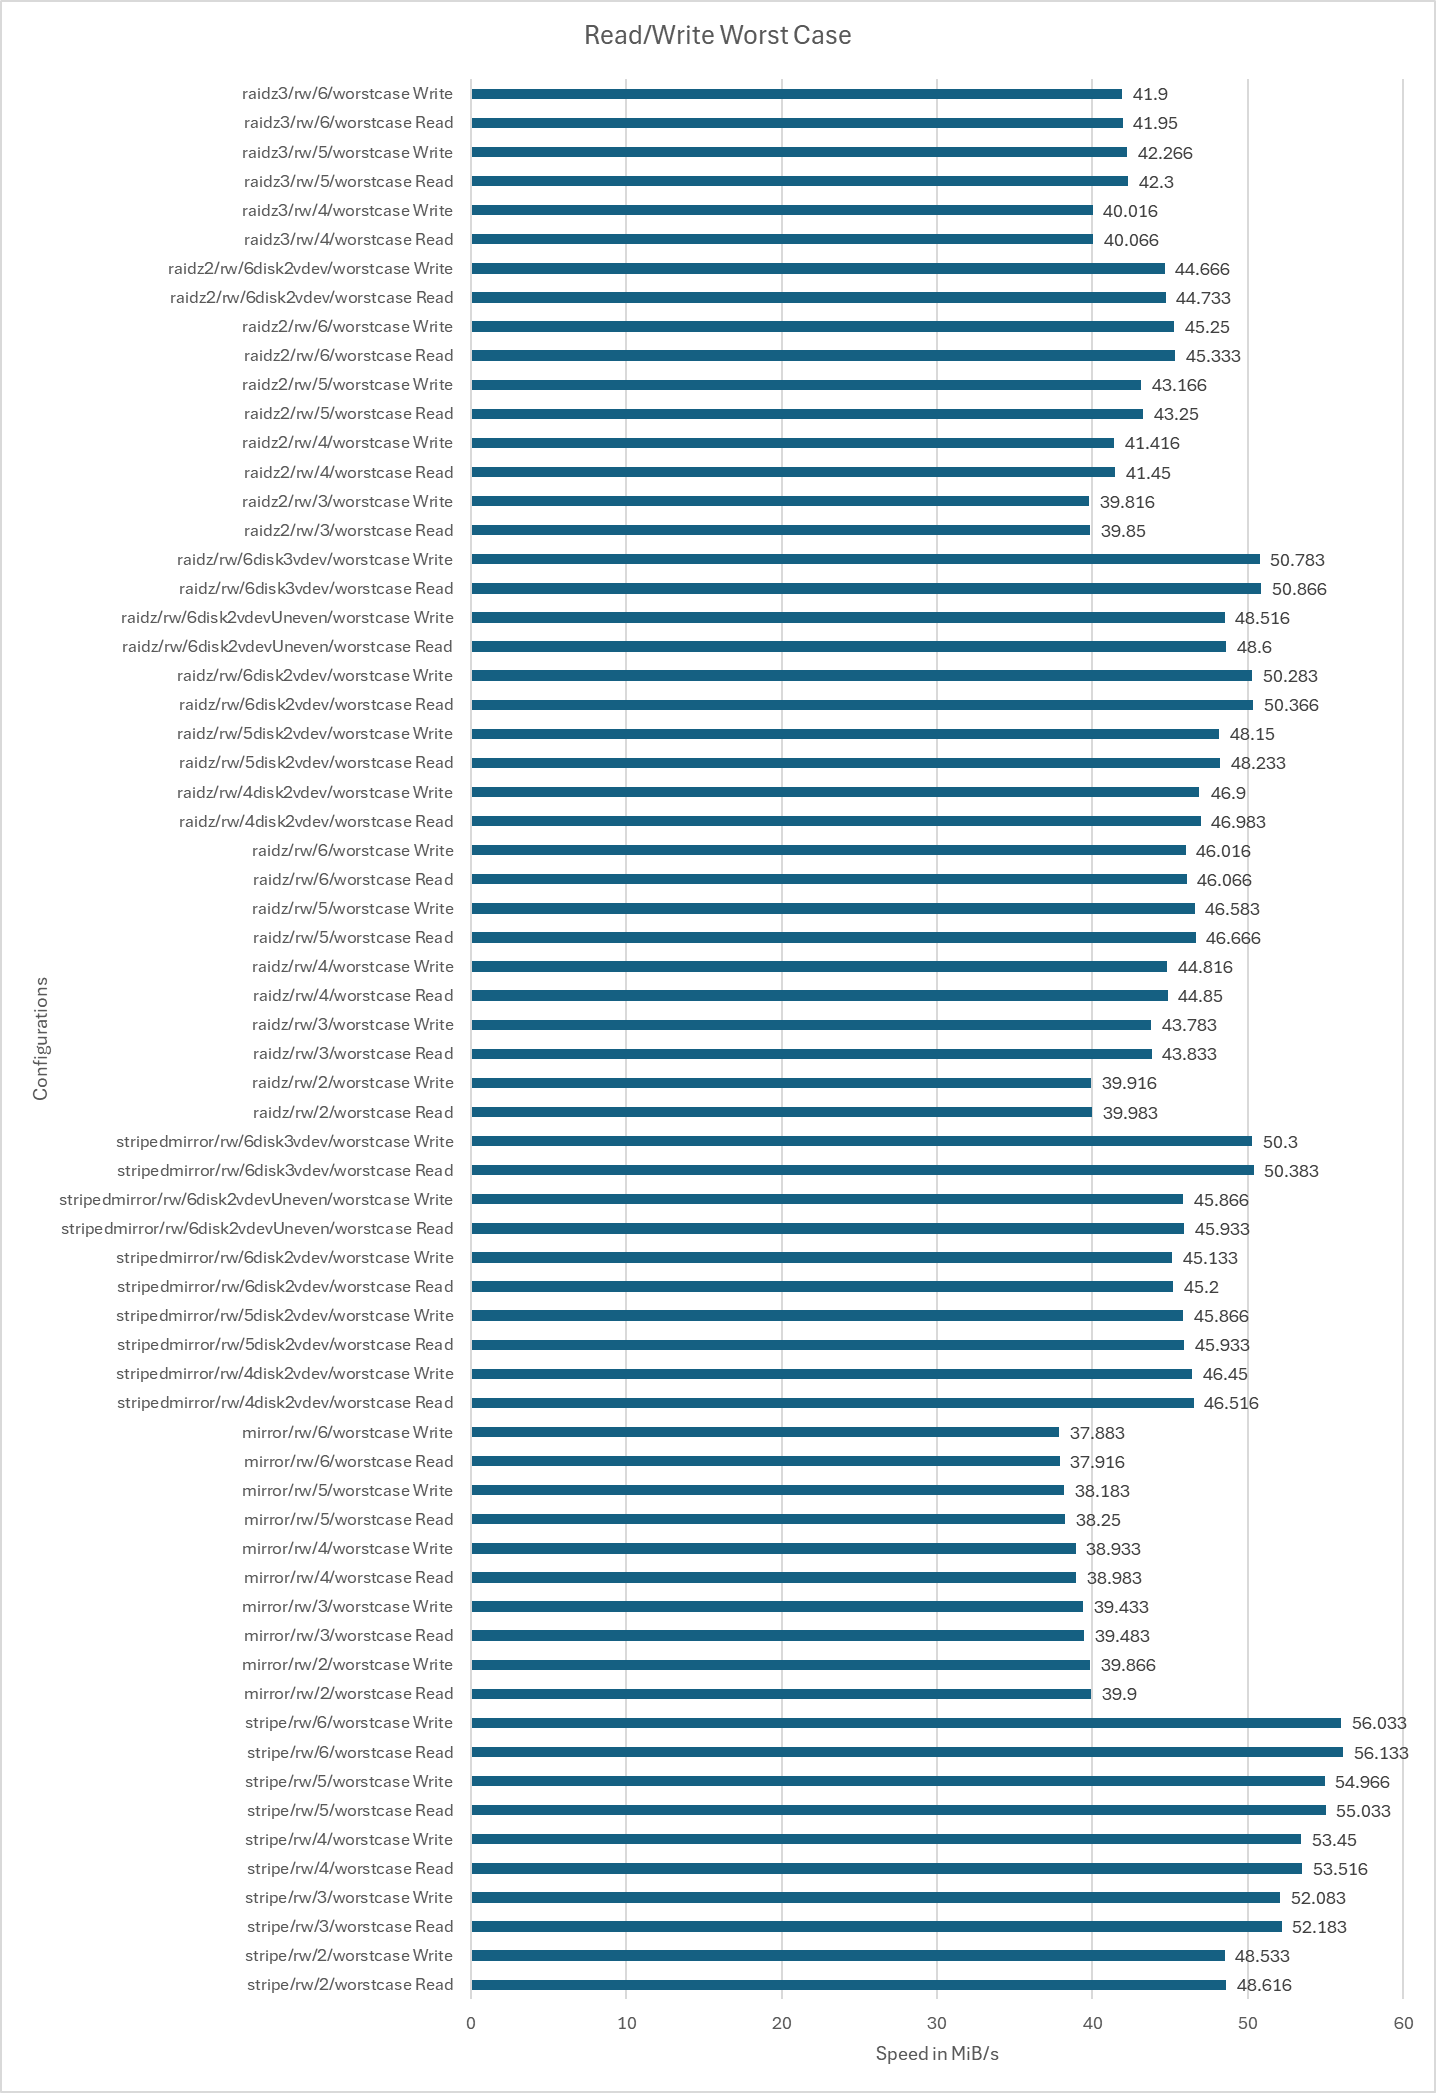 Read/Write Worst Case
raidz3/rw/6/worstcase Write 41.9
raidz3/rw/6/worstcase Read 41.95
raidz3/rw/5/worstcase Write 42.266
raidz3/rw/5/worstcase Read 42.3
raidz3/rw/4/worstcase Write 40.016
raidz3/rw/4/worstcase Read 40.066
raidz2/rw/6disk2vdev/worstcase Write 44.666
raidz2/rw/6disk2vdev/worstcase Read 44.733
raidz2/rw/6/worstcase Write 45.25
raidz2/rw/6/worstcase Read 45.333
raidz2/rw/5/worstcase Write 43.166
raidz2/rw/5/worstcase Read 43.25
raidz2/rw/4/worstcase Write 41.416
raidz2/rw/4/worstcase Read 41.45
raidz2/rw/3/worstcase Write 39.816
raidz2/rw/3/worstcase Read 39.85
raidz/rw/6disk3vdev/worstcase Write 50.783
raidz/rw/6disk3vdev/worstcase Read 50.866
raidz/rw/6disk2vdevUneven/worstcase Write 48.516
raidz/rw/6disk2vdevUneven/worstcase Read 48.6
raidz/rw/6disk2vdev/worstcase Write 50.283
raidz/rw/6disk2vdev/worstcase Read 50.366
raidz/rw/5disk2vdev/worstcase Write 48.15
raidz/rw/5disk2vdev/worstcase Read 48.233
raidz/rw/4disk2vdev/worstcase Write 46.9
raidz/rw/4disk2vdev/worstcase Read 46.983
raidz/rw/6/worstcase Write 46.016
raidz/rw/6/worstcase Read 46.066
raidz/rw/5/worstcase Write 46.583
raidz/rw/5/worstcase Read 46.666
raidz/rw/4/worstcase Write 44.816
raidz/rw/4/worstcase Read 44.85
raidz/rw/3/worstcase Write 43.783
raidz/rw/3/worstcase Read 43.833
raidz/rw/2/worstcase Write 39.916
raidz/rw/2/worstcase Read 39.983
stripedmirror/rw/6disk3vdev/worstcase Write 50.3
stripedmirror/rw/6disk3vdev/worstcase Read 50.383
stripedmirror/rw/6disk2vdevUneven/worstcase Write 45.866
stripedmirror/rw/6disk2vdevUneven/worstcase Read 45.933
stripedmirror/rw/6disk2vdev/worstcase Write 45.133
stripedmirror/rw/6disk2vdev/worstcase Read 45.2
stripedmirror/rw/5disk2vdev/worstcase Write 45.866
stripedmirror/rw/5disk2vdev/worstcase Read 45.933
stripedmirror/rw/4disk2vdev/worstcase Write 46.45
stripedmirror/rw/4disk2vdev/worstcase Read 46.516
mirror/rw/6/worstcase Write 37.883
mirror/rw/6/worstcase Read 37.916
mirror/rw/5/worstcase Write 38.183
mirror/rw/5/worstcase Read 38.25
mirror/rw/4/worstcase Write 38.933
mirror/rw/4/worstcase Read 38.983
mirror/rw/3/worstcase Write 39.433
mirror/rw/3/worstcase Read 39.483
mirror/rw/2/worstcase Write 39.866
mirror/rw/2/worstcase Read 39.9
stripe/rw/6/worstcase Write 56.033
stripe/rw/6/worstcase Read 56.133
stripe/rw/5/worstcase Write 54.966
stripe/rw/5/worstcase Read 55.033
stripe/rw/4/worstcase Write 53.45
stripe/rw/4/worstcase Read 53.516
stripe/rw/3/worstcase Write 52.083
stripe/rw/3/worstcase Read 52.183
stripe/rw/2/worstcase Write 48.533
stripe/rw/2/worstcase Read 48.616
0 10 20 30 40 50 60
Speed in MiB/s
Configurations